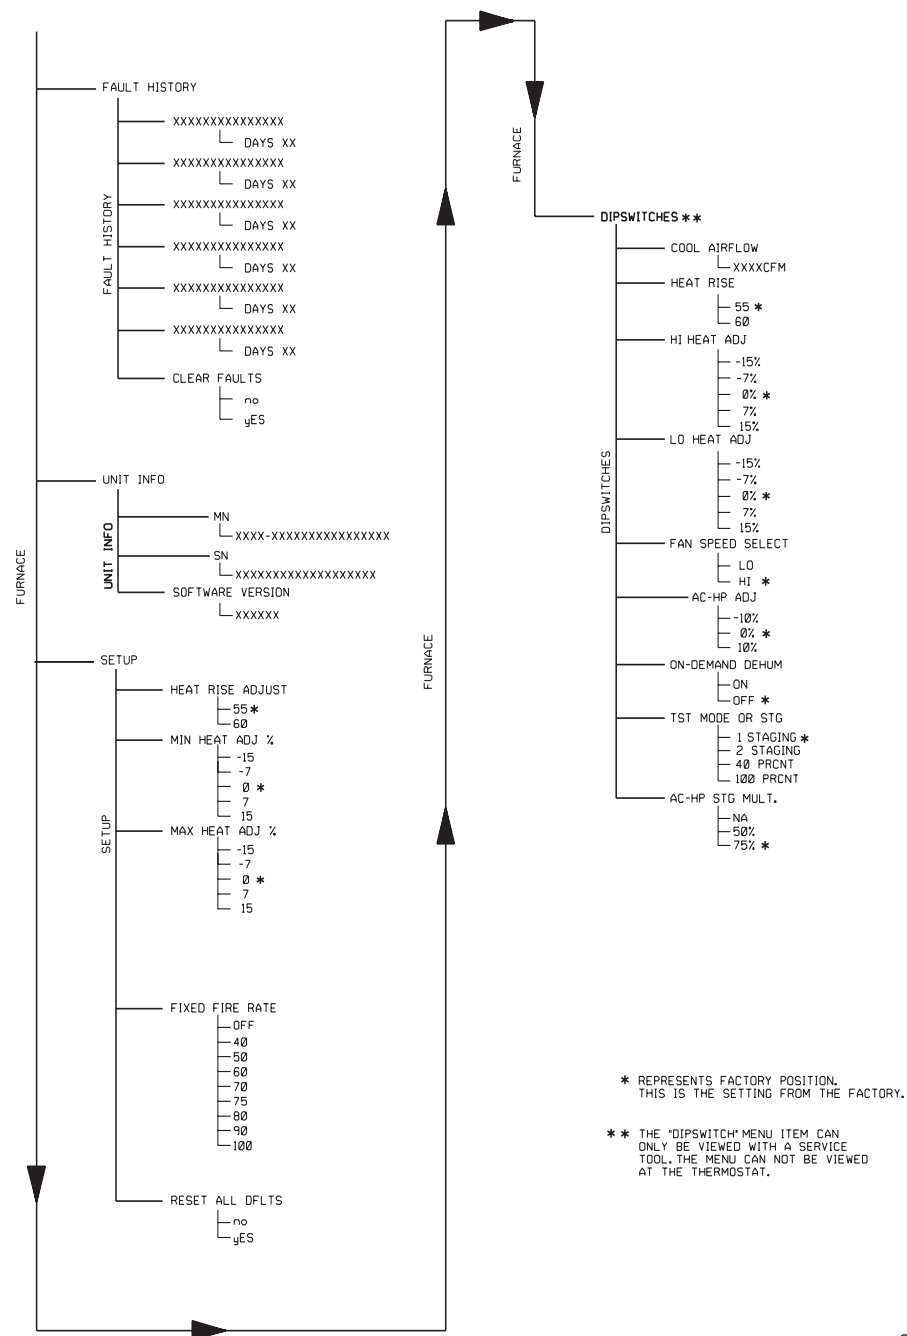 FAULT HISTORY
FAULT HISTORY
XXXXXXXXXXXXXXX
DAYS XX
XXXXXXXXXXXXXXX
DAYS XX
XXXXXXXXXXXXXXX
DAYS XX
XXXXXXXXXXXXXXX
DAYS XX
XXXXXXXXXXXXXXX
DAYS XX
XXXXXXXXXXXXXXX
DAYS XX
CLEAR FAULTS
no
yES
FURNACE
UNIT INFO
UNIT INFO
MN
XXXX-XXXXXXXXXXXXXXXX
SN
XXXXXXXXXXXXXXXXXXX
SOFTWARE VERSION
XXXXXX
SETUP
SETUP
HEAT RISE ADJUST
55*
60
MIN HEAT ADJ %
-15
-7
0 *
7
15
MAX HEAT ADJ %
-15
-7
0 *
7
15
FIXED FIRE RATE
OFF
40
50
60
70
75
80
90
100
RESET ALL DFLTS
no
yES
FURNACE
FURNACE
DIPSWITCHES **
DIPSWITCHES
COOL AIRFLOW
XXXXCFM
HEAT RISE
55 *
60
HI HEAT ADJ
-15%
-7%
0% *
7%
15%
LO HEAT ADJ
-15%
-7%
0% *
7%
15%
FAN SPEED SELECT
LO
HI *
AC-HP ADJ
-10%
0% *
10%
ON-DEMAND DEHUM
ON
OFF *
TST MODE OR STG
1 STAGING *
2 STAGING
40 PRCNT
100 PRCNT
AC-HP STG MULT.
NA
50%
75% *
* REPRESENTS FACTORY POSITION.
THIS IS THE SETTING FROM THE FACTORY.
** THE "DIPSWITCH" MENU ITEM CAN
ONLY BE VIEWED WITH A SERVICE
TOOL. THE MENU CAN NOT BE VIEWED
AT THE THERMOSTAT.